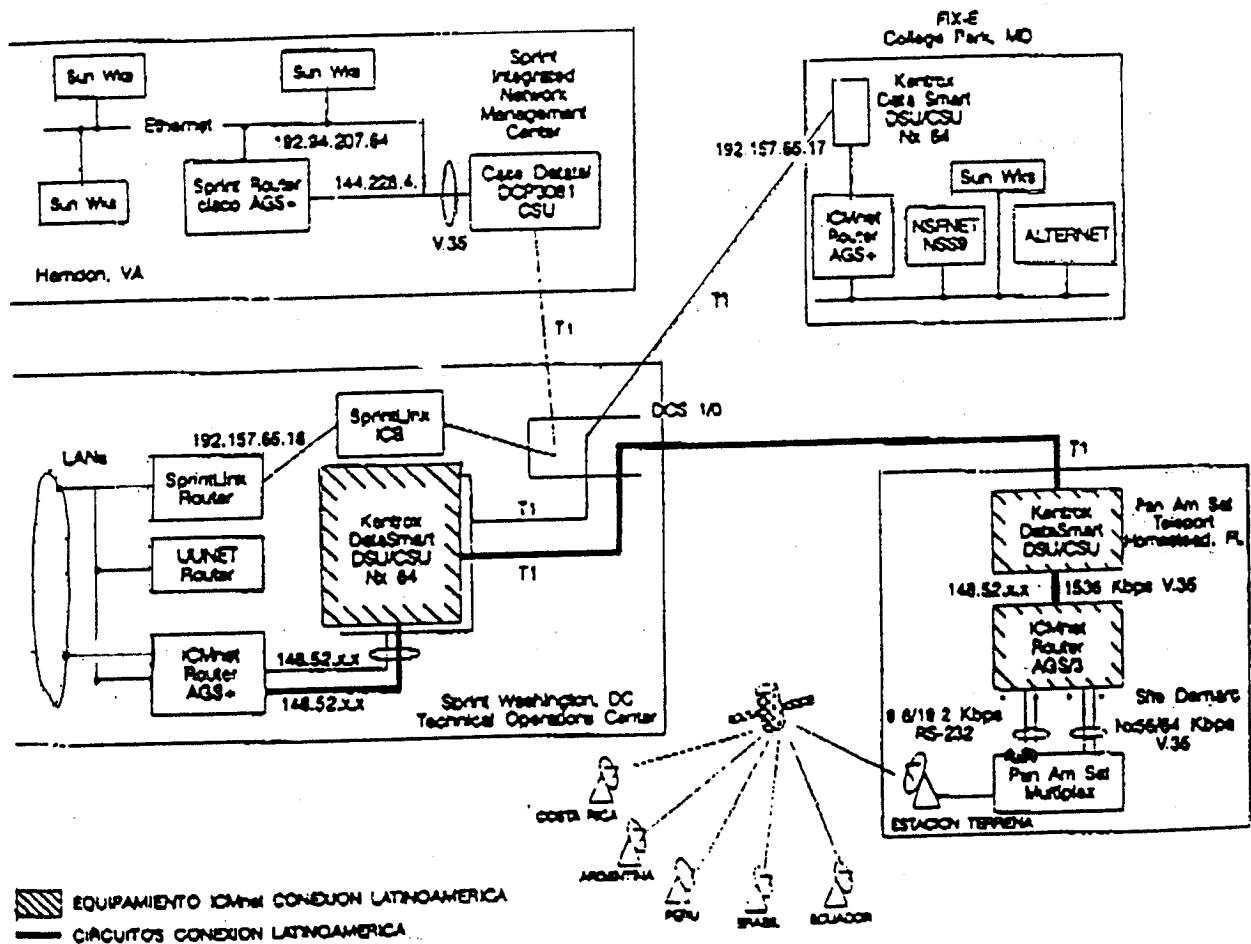 Sun Wks
Sun Wks
Sprint
Integrated
Network
Management
Center
Ethernet
192.94.207.64
Sun Wks
Sprint Router
cisco AGS+
144.228.4.
DCP3081
CSU
V.35
Herndon, VA
FIX-E
College Park, MD
Kentrox
Data Smart
DSU/CSU
Nx 64
192.157.65.17
Sun Wks
ICMnet
Router
AGS+
NSFNET
NSS9
ALTERNET
T1
T1
DCS 1/0
SprintLink
192.157.65.18
LANs
SprintLink
Router
UUNET
Router
ICMnet
Router
AGS+
Kentrox
DataSmart
DSU/CSU
Nx 64
T1
T1
148.52.x.x
148.52.x.x
Sprint Washington, DC
Technical Operations Center
T1
Kentrox
DataSmart
DSU/CSU
Pan Am Sat
Teleport
Homestead, FL
148.52.x.x
1536 Kbps V.35
ICMnet
Router
AGS/3
Site Demarc
9.6/19.2 Kbps
RS-232
Nx56/64 Kbps
V.35
Pan Am Sat
Multiplex
ESTACION TERRENA
COSTA RICA
ARGENTINA
PERU
BRASIL
ECUADOR
EQUIPAMIENTO ICMnet CONEXION LATINOAMERICA
CIRCUITOS CONEXION LATINOAMERICA